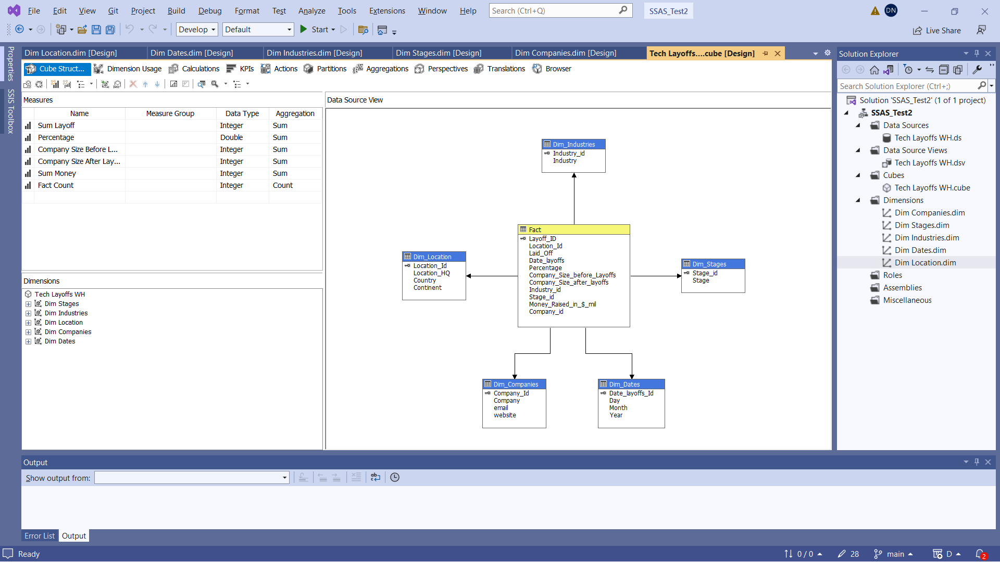 File Edit View Git Project Build Debug Format Test Analyze Tools Extensions Window Help Search (Ctrl+Q) SSAS_Test2 DN
Develop Default Start Live Share
Properties
SSIS Toolbox
Dim Location.dim [Design] Dim Dates.dim [Design] Dim Industries.dim [Design] Dim Stages.dim [Design] Dim Companies.dim [Design] Tech Layoffs....cube [Design]
Cube Struct... Dimension Usage Calculations KPIs Actions Partitions Aggregations Perspectives Translations Browser
Measures
Name Measure Group Data Type Aggregation
Sum Layoff Integer Sum
Percentage Double Sum
Company Size Before L... Integer Sum
Company Size After Lay... Integer Sum
Sum Money Integer Sum
Fact Count Integer Count
Dimensions
Tech Layoffs WH
Dim Stages
Dim Industries
Dim Location
Dim Companies
Dim Dates
Data Source View
Dim_Industries
Industry_id
Industry
Fact
Layoff_ID
Location_Id
Laid_Off
Date_layoffs
Percentage
Company_Size_before_Layoffs
Company_Size_after_layoffs
Industry_id
Stage_id
Money_Raised_in_$_mil
Company_id
Dim_Location
Location_Id
Location_HQ
Country
Continent
Dim_Stages
Stage_id
Stage
Dim_Companies
Company_Id
Company
email
website
Dim_Dates
Date_layoffs_Id
Day
Month
Year
Solution Explorer
Search Solution Explorer (Ctrl+;)
Solution 'SSAS_Test2' (1 of 1 project)
SSAS_Test2
Data Sources
Tech Layoffs WH.ds
Data Source Views
Tech Layoffs WH.dsv
Cubes
Tech Layoffs WH.cube
Dimensions
Dim Companies.dim
Dim Stages.dim
Dim Industries.dim
Dim Dates.dim
Dim Location.dim
Roles
Assemblies
Miscellaneous
Output
Show output from:
Error List Output
Ready 0 / 0 28 main D 2